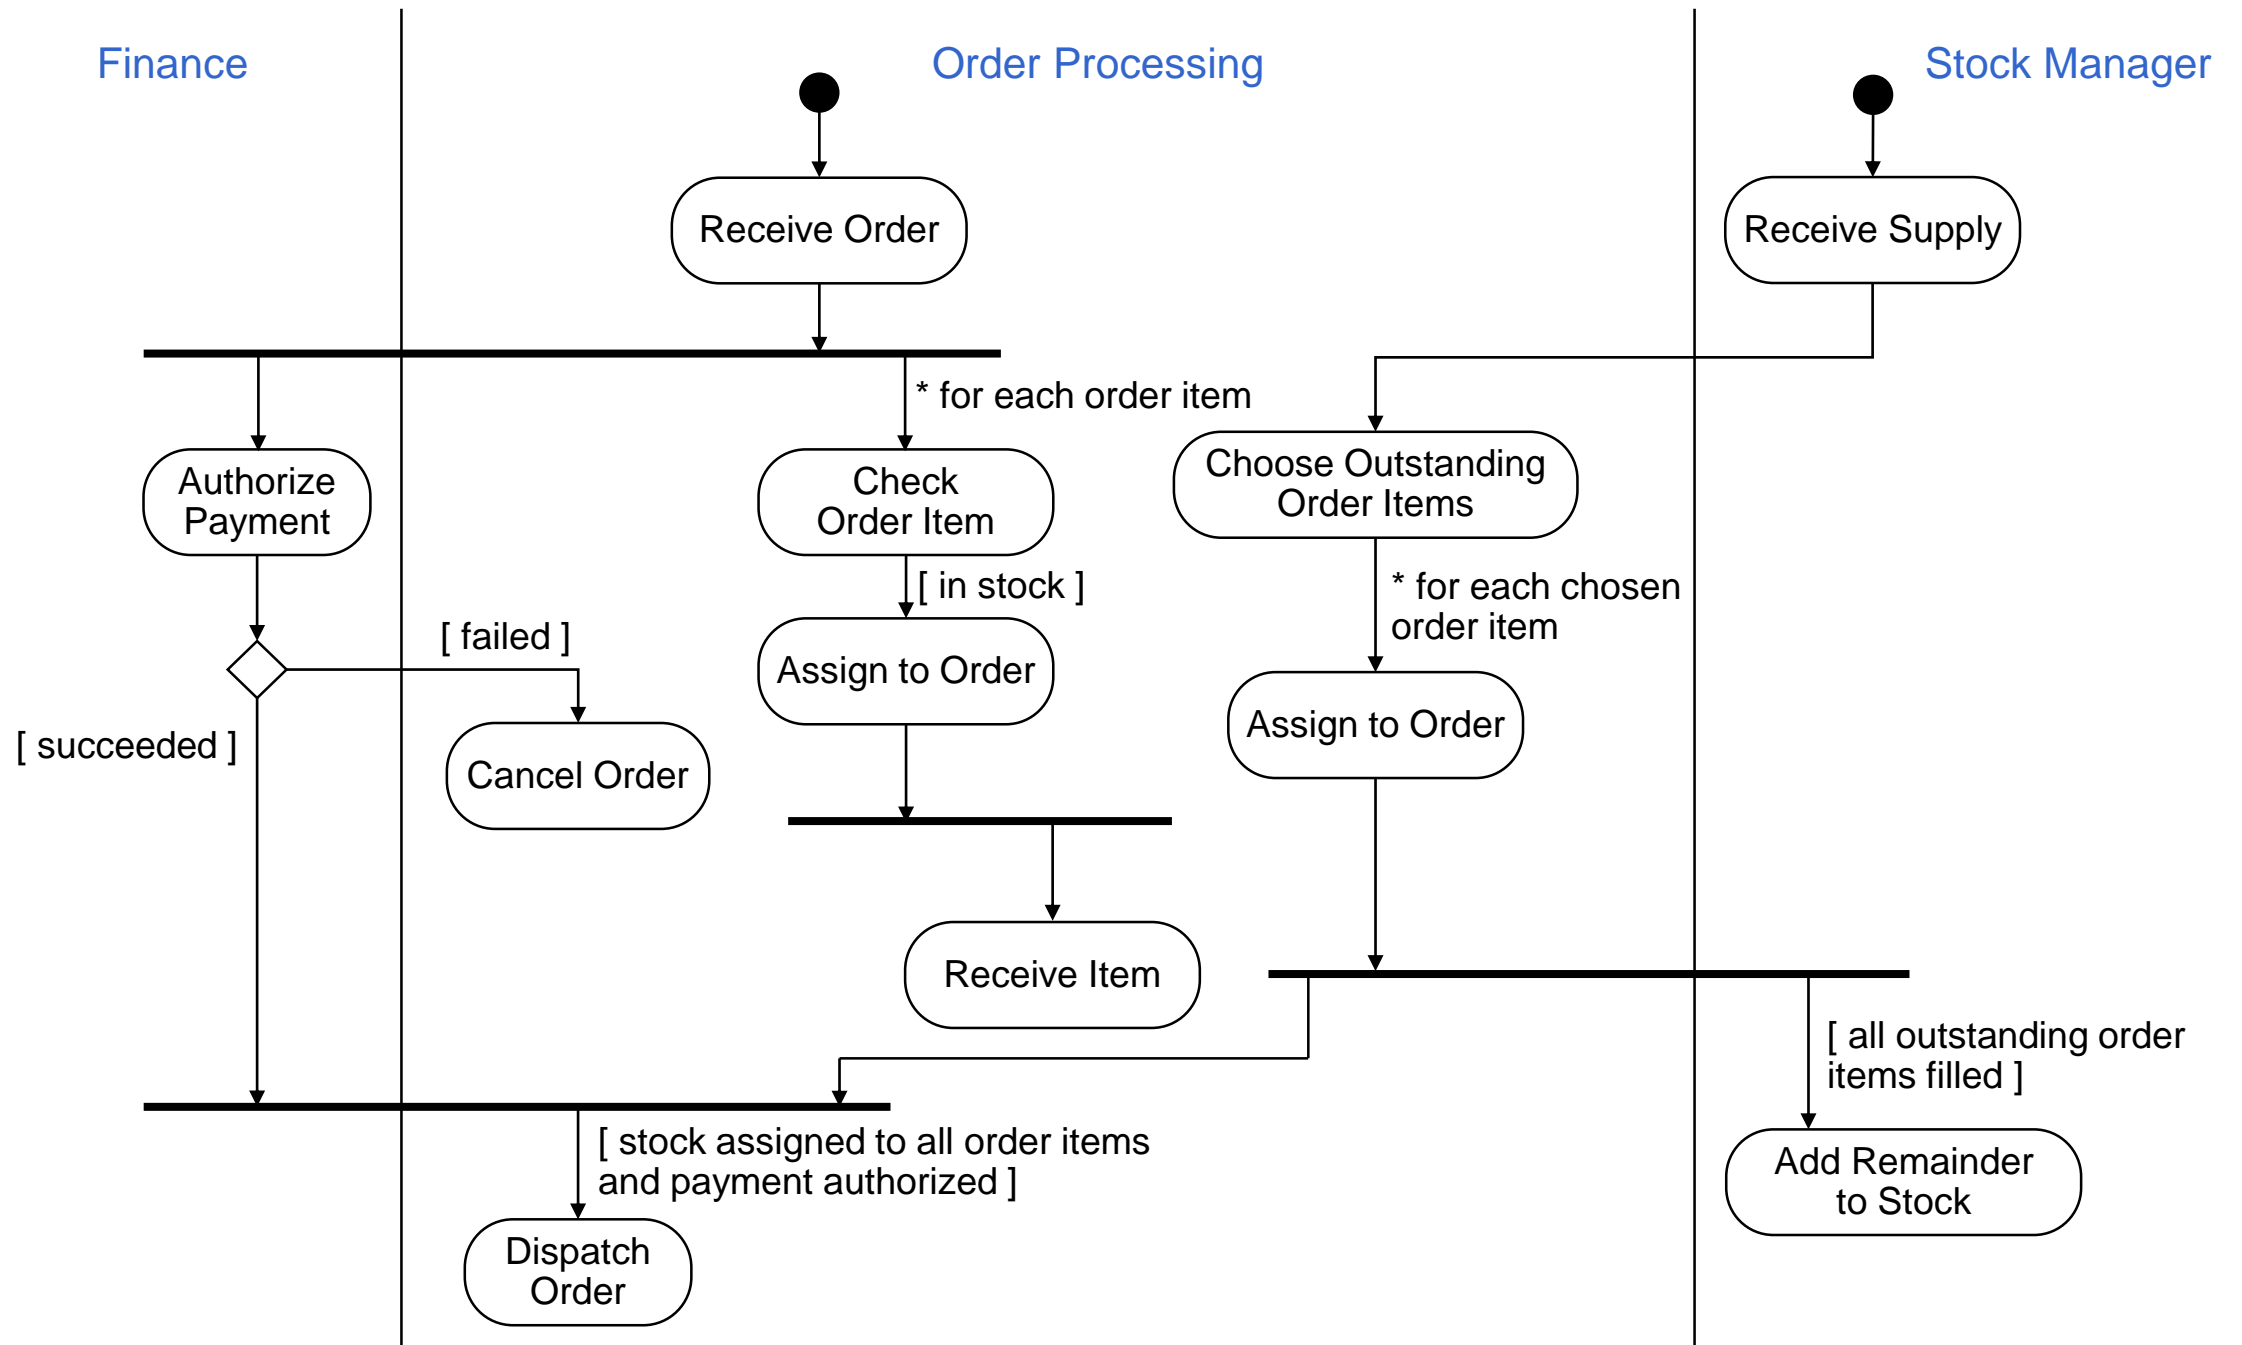 Finance
Order Processing
Stock Manager
Receive Order
Receive Supply
* for each order item
Authorize
Payment
Check
Order Item
Choose Outstanding
Order Items
[ in stock ]
* for each chosen
order item
[ failed ]
Assign to Order
Assign to Order
[ succeeded ]
Cancel Order
Receive Item
[ all outstanding order
items filled ]
[ stock assigned to all order items
and payment authorized ]
Add Remainder
to Stock
Dispatch
Order